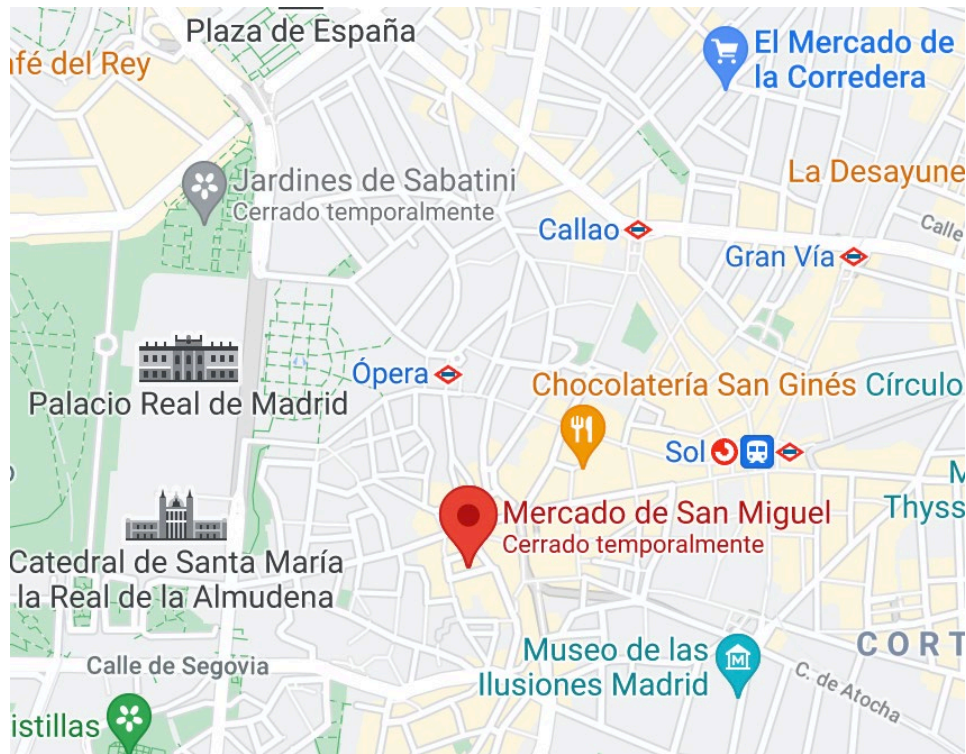 Plaza de España
afé del Rey
El Mercado de
la Corredera
Jardines de Sabatini
Cerrado temporalmente
La Desayune
Callao
Calle
Gran Vía
Ópera
Palacio Real de Madrid
Chocolatería San Ginés
Círculo
Sol
M
Thyss
Mercado de San Miguel
Cerrado temporalmente
Catedral de Santa María
la Real de la Almudena
CORT
Museo de las
Ilusiones Madrid
Calle de Segovia
C. de Atocha
istillas